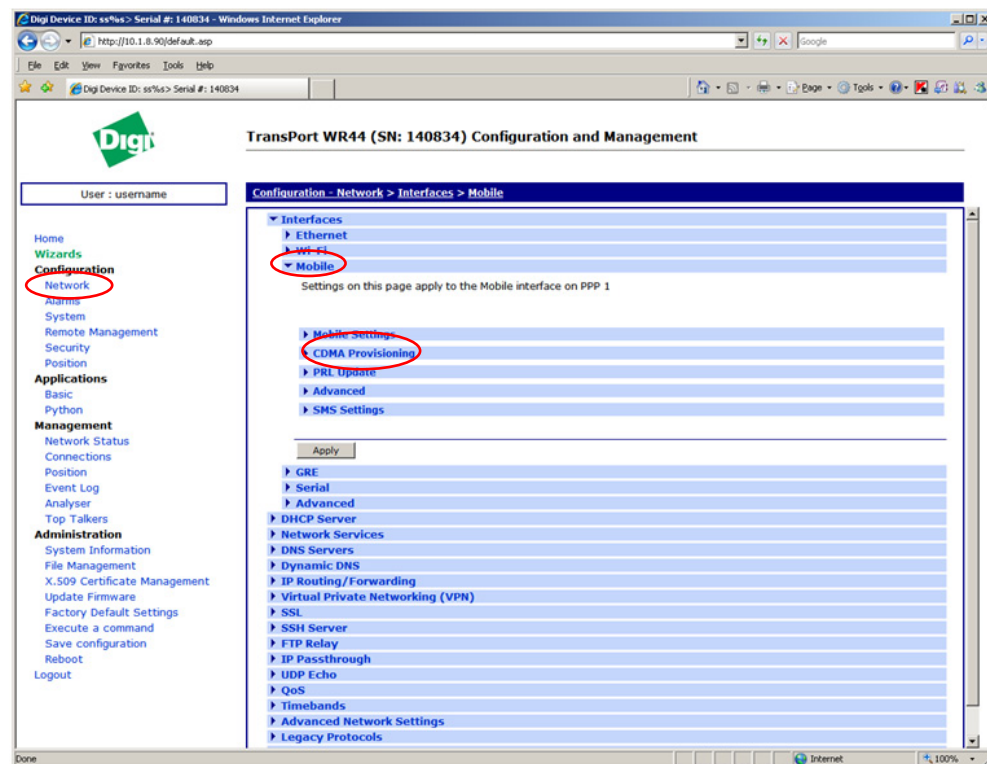 Digi Device ID: ss%s> Serial #: 140834 - Windows Internet Explorer
http://10.1.8.90/default.asp
Google
File Edit View Favorites Tools Help
Digi Device ID: ss%s> Serial #: 140834
Page Tools
Digi
TransPort WR44 (SN: 140834) Configuration and Management
User : username
Configuration - Network > Interfaces > Mobile
Home
Wizards
Configuration
Network
Alarms
System
Remote Management
Security
Position
Applications
Basic
Python
Management
Network Status
Connections
Position
Event Log
Analyser
Top Talkers
Administration
System Information
File Management
X.509 Certificate Management
Update Firmware
Factory Default Settings
Execute a command
Save configuration
Reboot
Logout
Interfaces
Ethernet
Wi-Fi
Mobile
Settings on this page apply to the Mobile interface on PPP 1
Mobile Settings
CDMA Provisioning
PRL Update
Advanced
SMS Settings
Apply
GRE
Serial
Advanced
DHCP Server
Network Services
DNS Servers
Dynamic DNS
IP Routing/Forwarding
Virtual Private Networking (VPN)
SSL
SSH Server
FTP Relay
IP Passthrough
UDP Echo
QoS
Timebands
Advanced Network Settings
Legacy Protocols
Done
Internet
100%